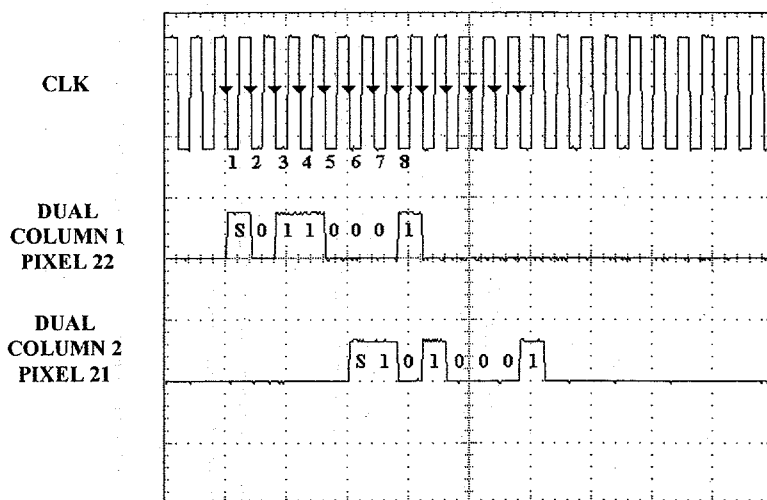 CLK
1 2 3 4 5 6 7 8
DUAL
COLUMN 1
PIXEL 22
S 0 1 1 0 0 0 1
DUAL
COLUMN 2
PIXEL 21
S 1 0 1 0 0 0 1